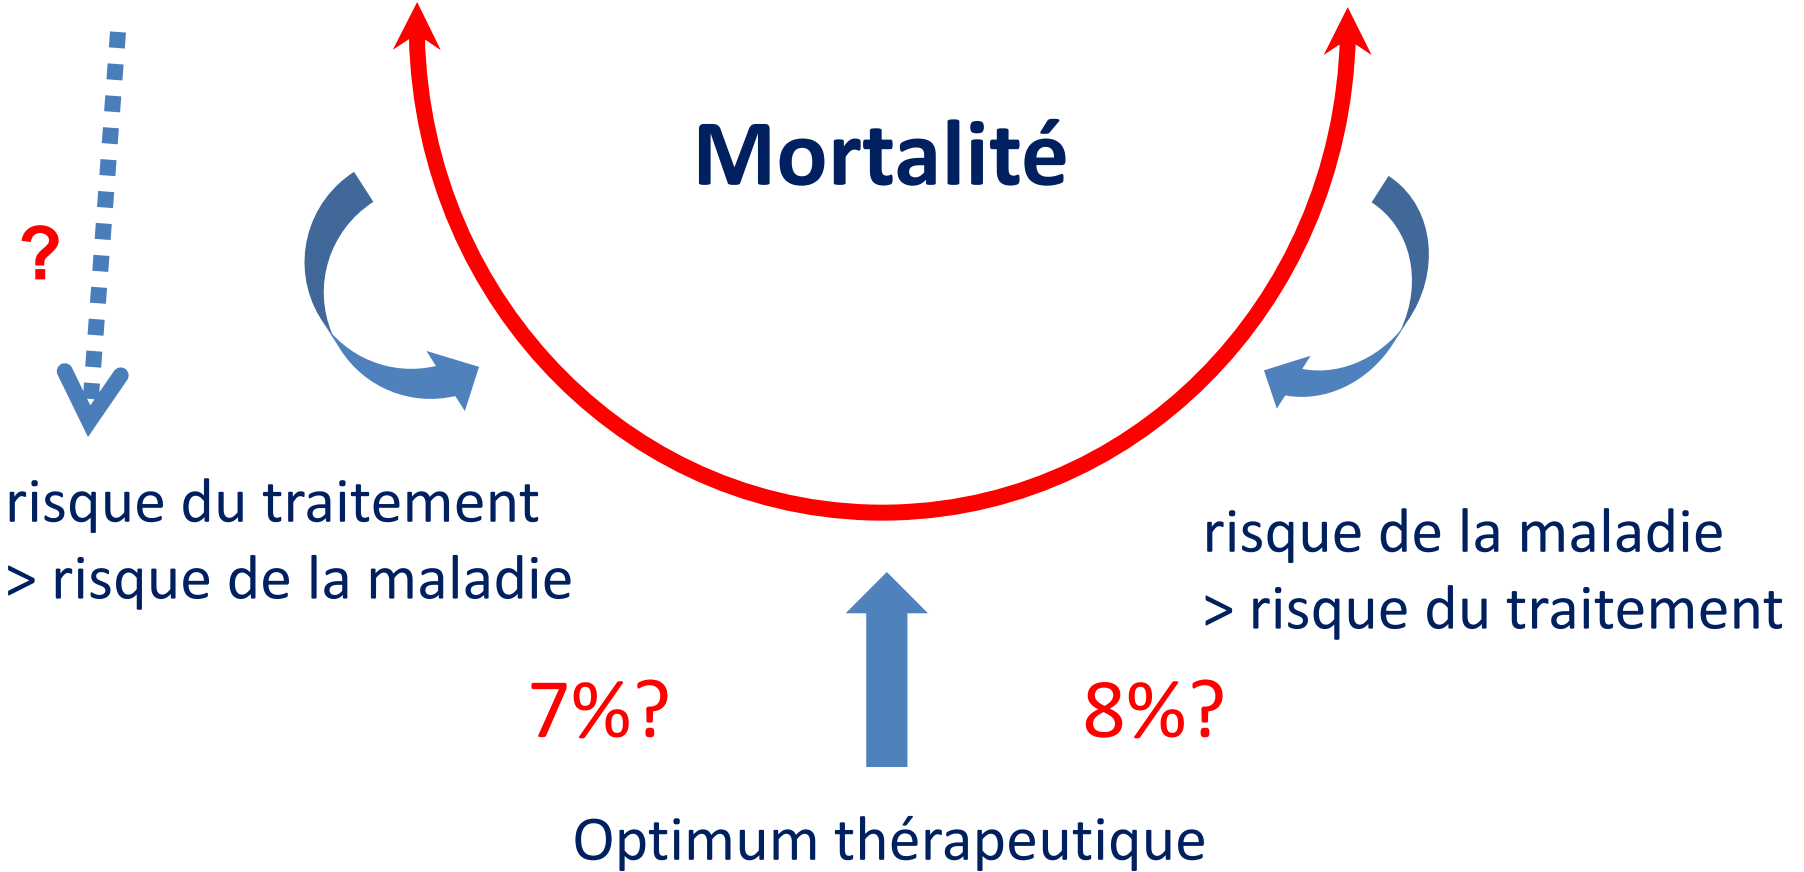 Mortalité
?
risque du traitement
> risque de la maladie
risque de la maladie
> risque du traitement
7%?
8%?
Optimum thérapeutique